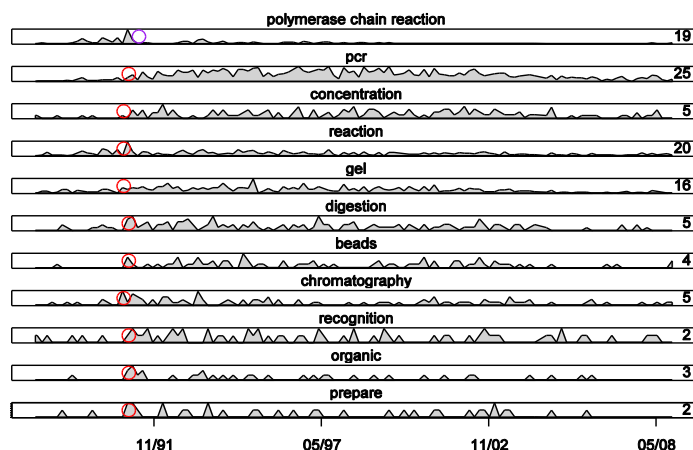 polymerase chain reaction
19
pcr
25
concentration
5
reaction
20
gel
16
digestion
5
beads
4
chromatography
5
recognition
2
organic
3
prepare
2
11/91 05/97 11/02 05/08